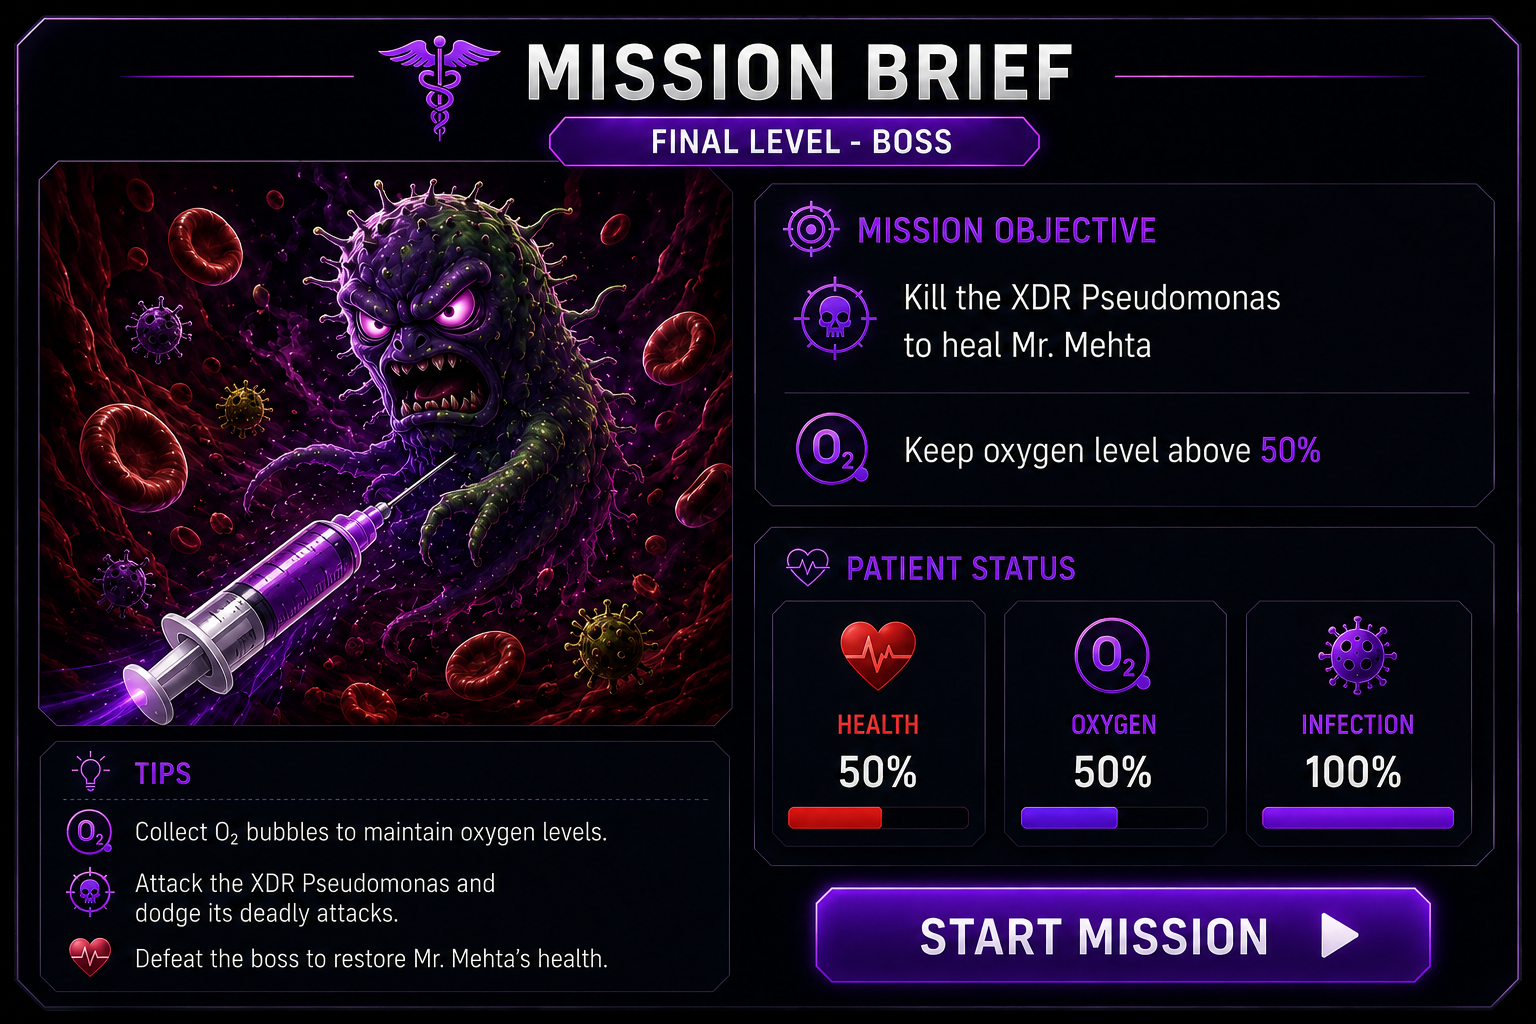 MISSION BRIEF
FINAL LEVEL - BOSS
MISSION OBJECTIVE
Kill the XDR Pseudomonas
to heal Mr. Mehta
O₂
Keep oxygen level above 50%
PATIENT STATUS
HEALTH
50%
O₂
OXYGEN
50%
INFECTION
100%
TIPS
O₂
Collect O₂ bubbles to maintain oxygen levels.
Attack the XDR Pseudomonas and
dodge its deadly attacks.
Defeat the boss to restore Mr. Mehta's health.
START MISSION